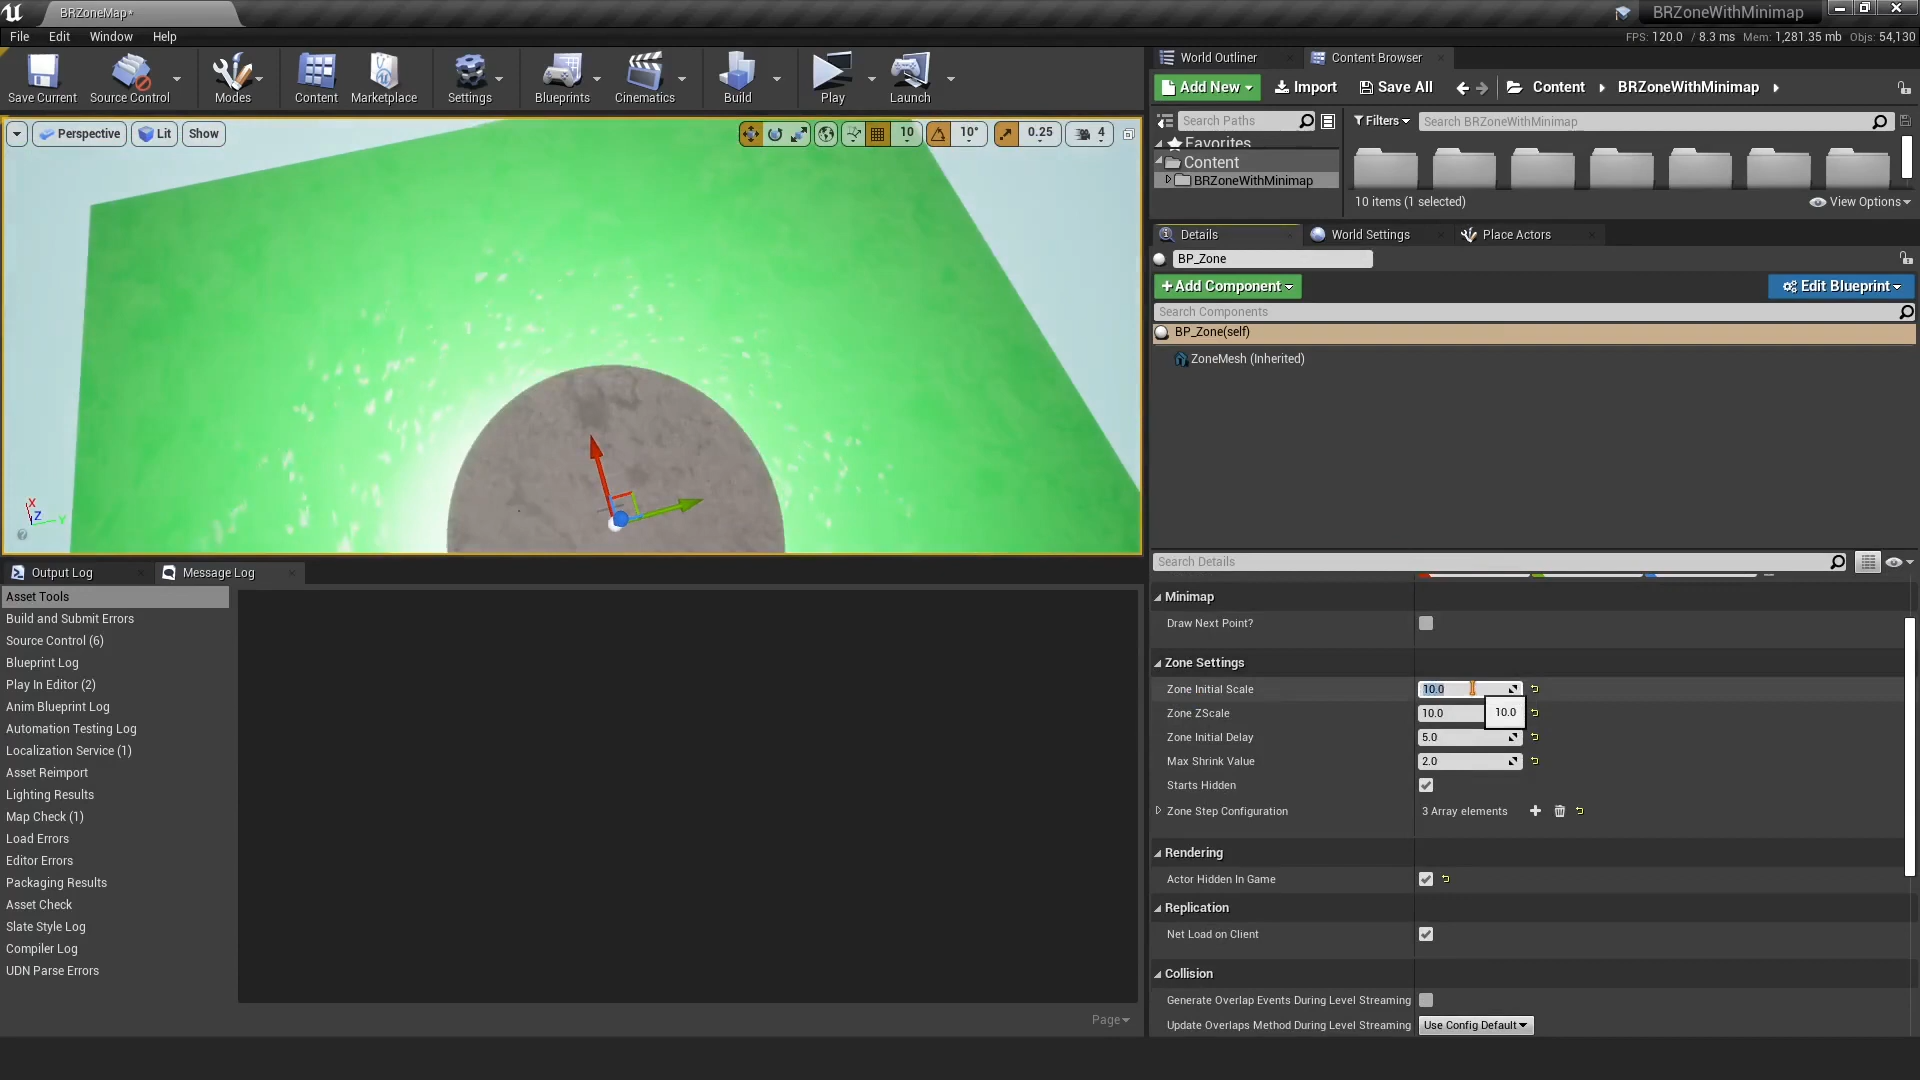 BRZoneMap*
BRZoneWithMinimap
File Edit Window Help
FPS: 120.0 / 8.3 ms Mem: 1,281.35 mb Objs: 54,130
Save Current
Source Control
Modes
Content
Marketplace
Settings
Blueprints
Cinematics
Build
Play
Launch
Perspective
Lit
Show
10
10°
0.25
4
X
Z
Y
World Outliner
Content Browser
Add New
Import
Save All
Content
BRZoneWithMinimap
Search Paths
Favorites
Content
BRZoneWithMinimap
Filters
Search BRZoneWithMinimap
10 items (1 selected)
View Options
Details
World Settings
Place Actors
BP_Zone
+Add Component
Edit Blueprint
Search Components
BP_Zone(self)
ZoneMesh (Inherited)
Search Details
Minimap
Draw Next Point?
Zone Settings
Zone Initial Scale 10.0
Zone ZScale 10.0
10.0
Zone Initial Delay 5.0
Max Shrink Value 2.0
Starts Hidden
Zone Step Configuration 3 Array elements
Rendering
Actor Hidden In Game
Replication
Net Load on Client
Collision
Generate Overlap Events During Level Streaming
Update Overlaps Method During Level Streaming Use Config Default
Output Log
Message Log
Asset Tools
Build and Submit Errors
Source Control (6)
Blueprint Log
Play In Editor (2)
Anim Blueprint Log
Automation Testing Log
Localization Service (1)
Asset Reimport
Lighting Results
Map Check (1)
Load Errors
Editor Errors
Packaging Results
Asset Check
Slate Style Log
Compiler Log
UDN Parse Errors
Page